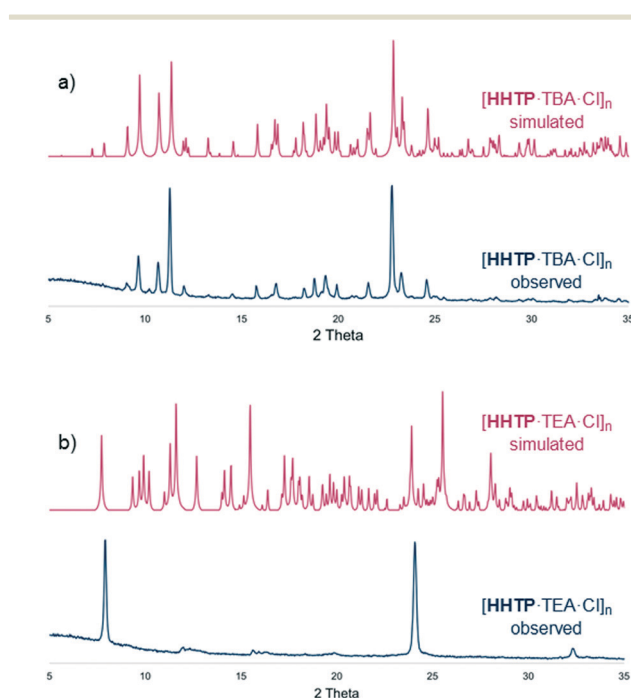 a)
[HHTP·TBA·Cl]n
simulated
[HHTP·TBA·Cl]n
observed
5 10 15 20 25 30 35
2 Theta
b)
[HHTP·TEA·Cl]n
simulated
[HHTP·TEA·Cl]n
observed
5 10 15 20 25 30 35
2 Theta